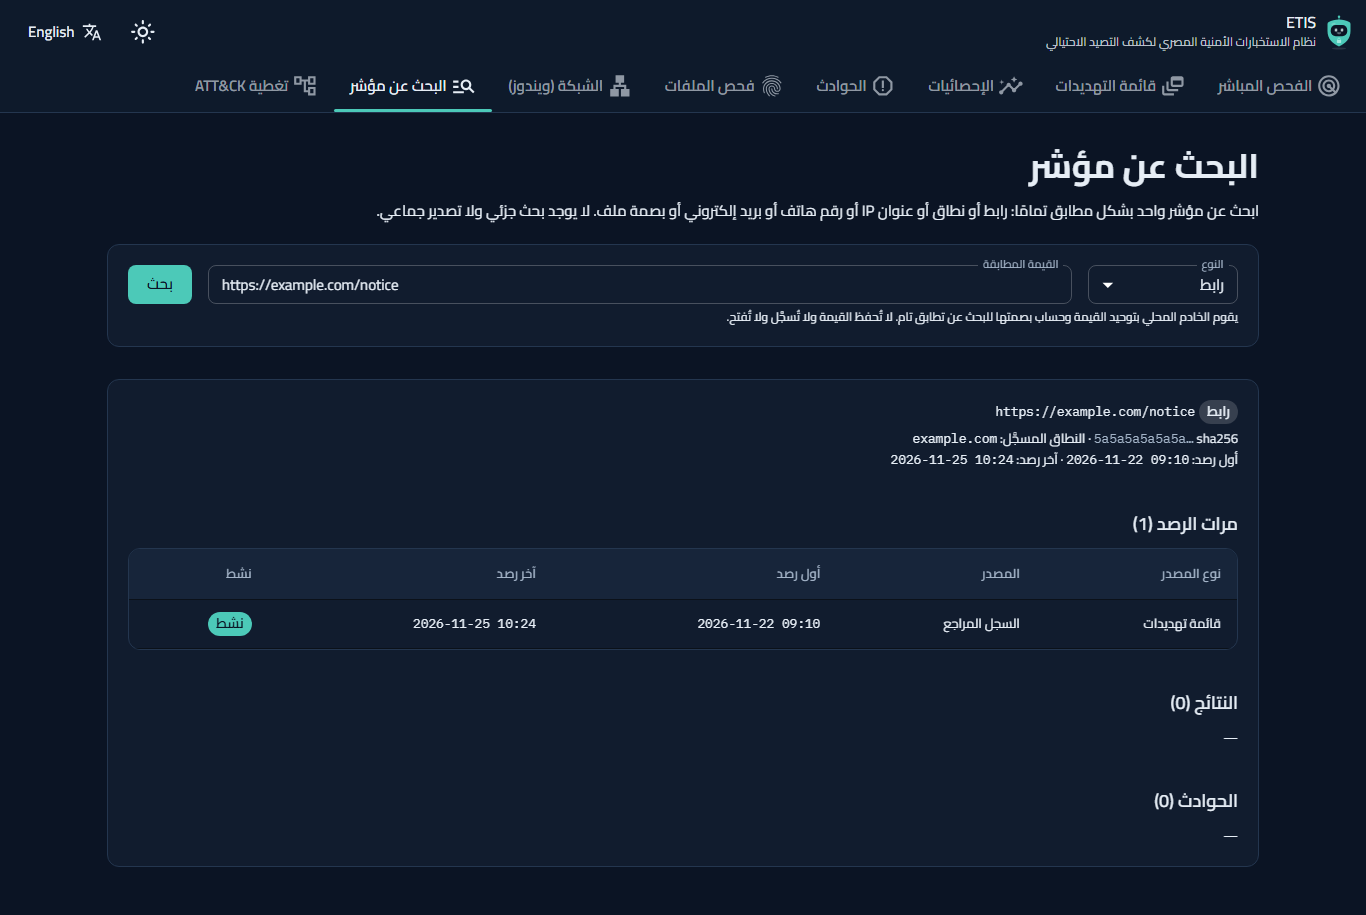 ETIS
نظام الاستخبارات الأمنية المصري لكشف التصيد الاحتيالي
English
الفحص المباشر
قائمة التهديدات
الإحصائيات
الحوادث
فحص الملفات
الشبكة (ويندوز)
البحث عن مؤشر
تغطية ATT&CK
البحث عن مؤشر
ابحث عن مؤشر واحد بشكل مطابق تمامًا: رابط أو نطاق أو عنوان IP أو رقم هاتف أو بريد إلكتروني أو بصمة ملف. لا يوجد بحث جزئي ولا تصدير جماعي.
النوع
رابط
القيمة المطابقة
https://example.com/notice
بحث
يقوم الخادم المحلي بتوحيد القيمة وحساب بصمتها للبحث عن تطابق تام. لا تُحفظ القيمة ولا تُسجَّل ولا تُفتح.
رابط https://example.com/notice
sha256 5a5a5a5a5a5a… · النطاق المسجَّل: example.com
أول رصد: 2026-11-22 09:10 · آخر رصد: 2026-11-25 10:24
مرات الرصد (1)
نوع المصدر المصدر أول رصد آخر رصد نشط
قائمة تهديدات السجل المراجع 2026-11-22 09:10 2026-11-25 10:24 نشط
النتائج (0)
—
الحوادث (0)
—